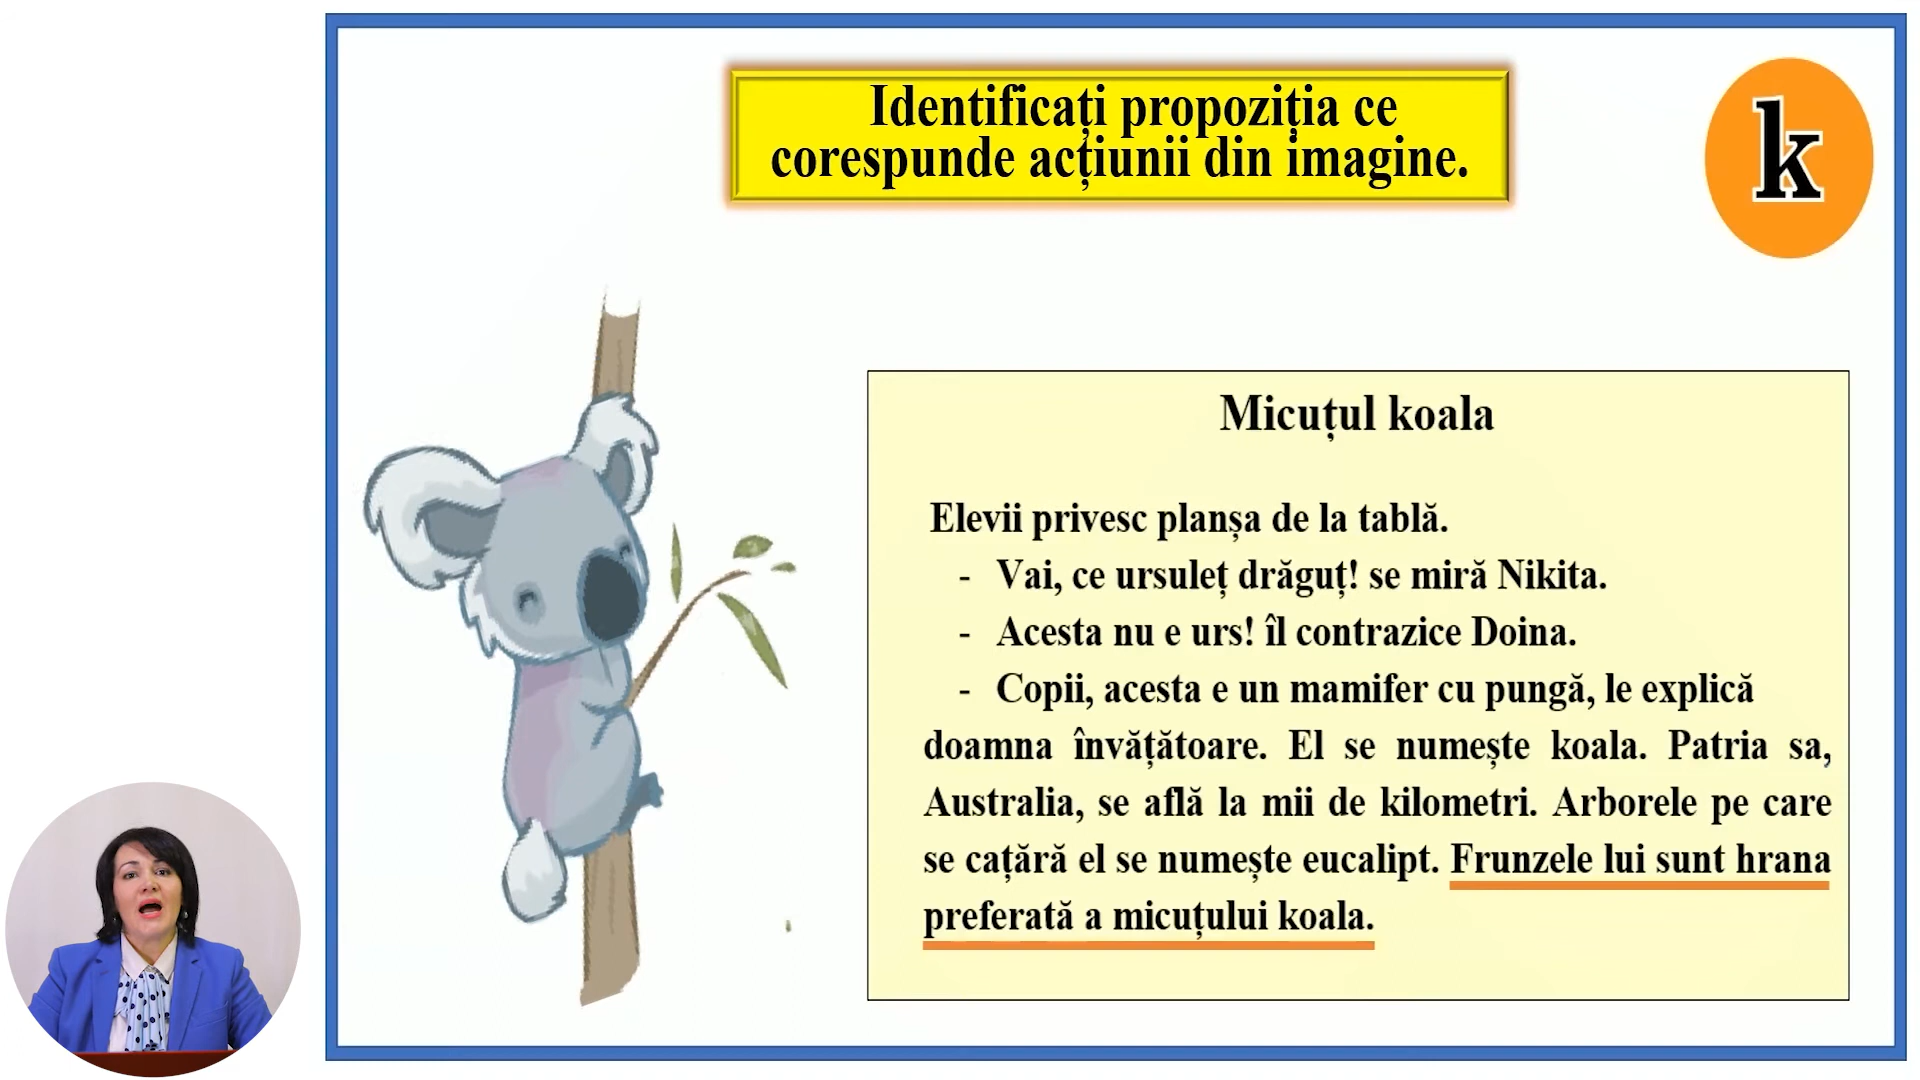 Identificați propoziția ce
corespunde acțiunii din imagine.
k
Micuțul koala
Elevii privesc planșa de la tablă.
- Vai, ce ursuleț drăguț! se miră Nikita.
- Acesta nu e urs! îl contrazice Doina.
- Copii, acesta e un mamifer cu pungă, le explică
doamna învățătoare. El se numește koala. Patria sa,
Australia, se află la mii de kilometri. Arborele pe care
se cațără el se numește eucalipt. Frunzele lui sunt hrana
preferată a micuțului koala.